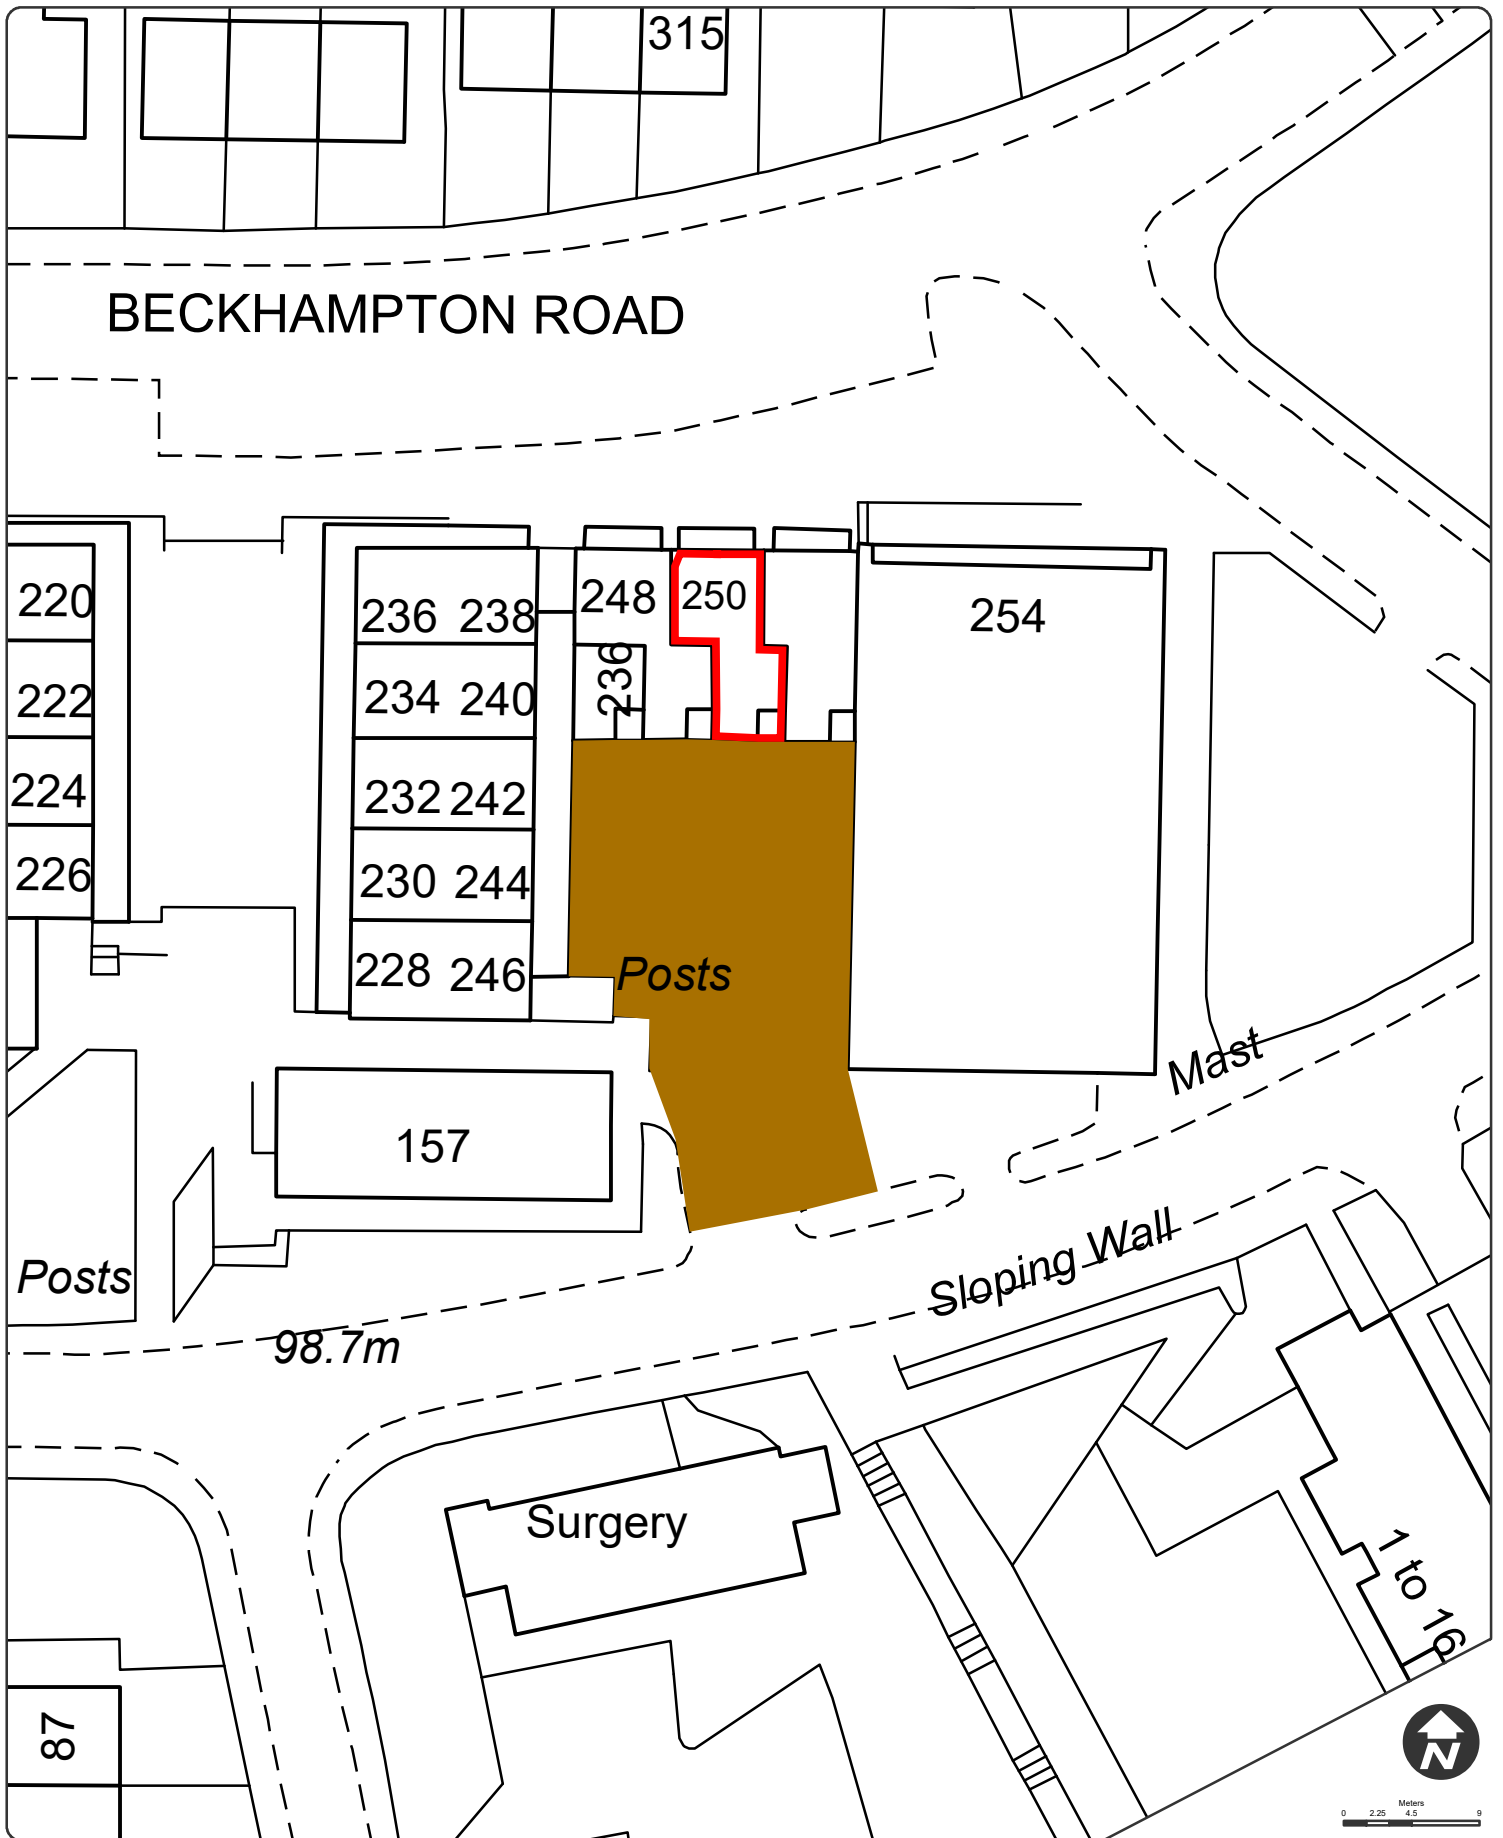 315
BECKHAMPTON ROAD
220
236 238
248
250
254
222
234 240
236
224
232 242
226
230 244
228 246
Posts
Mast
157
Sloping Wall
Posts
98.7m
Surgery
1 to 16
87
N
Meters
0 2.25 4.5 9